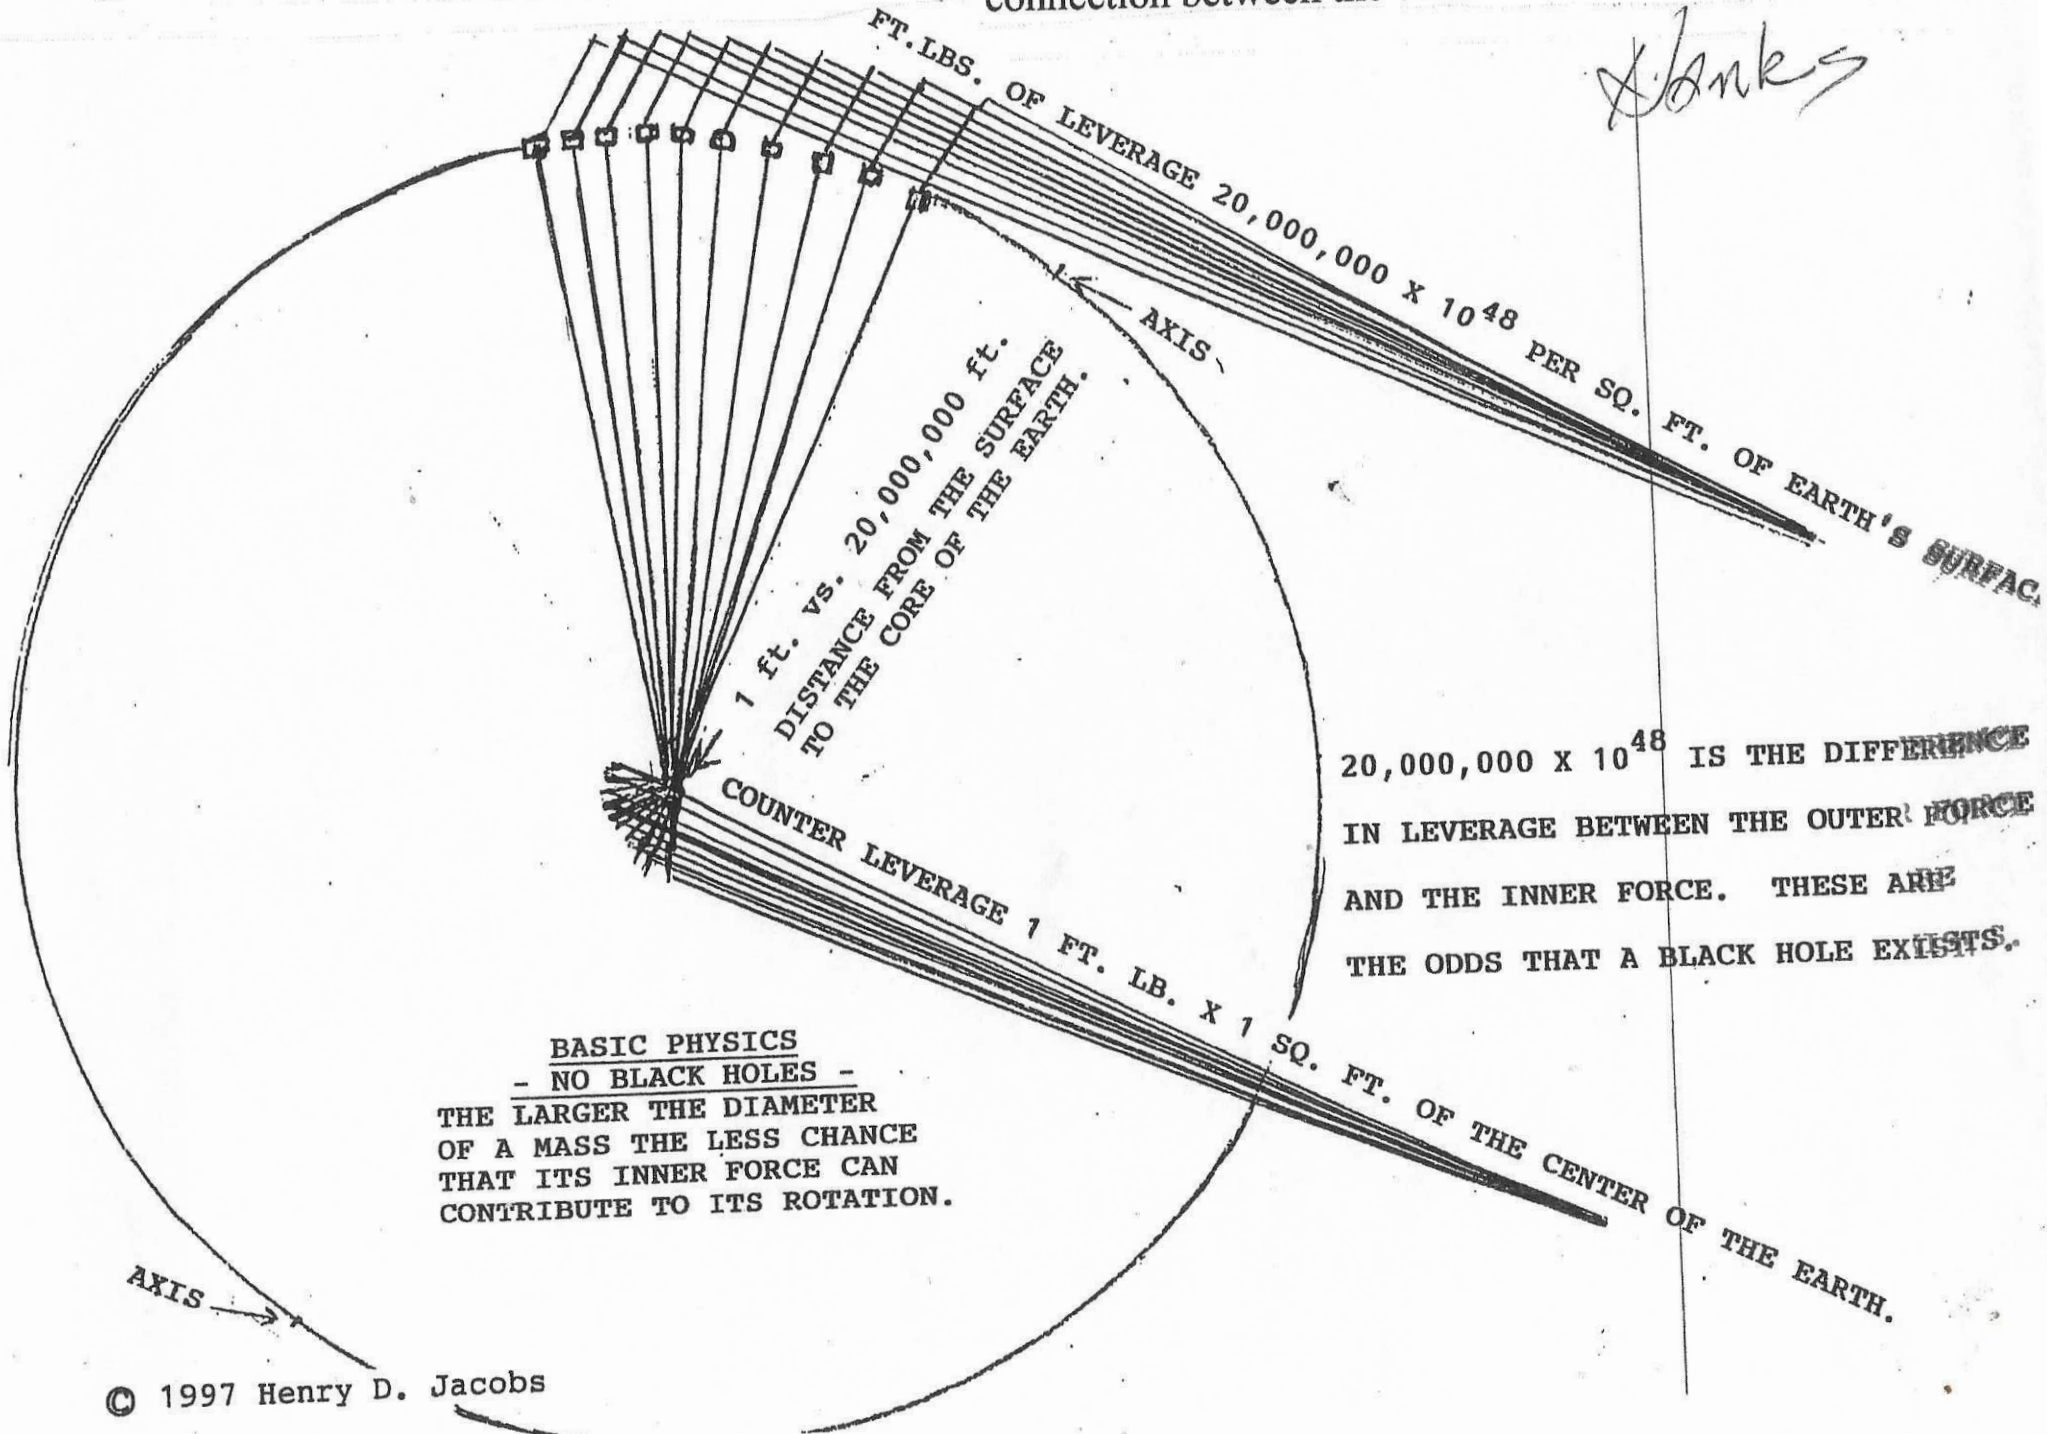 connection between the
FT.LBS. OF LEVERAGE 20,000,000 X 10^48 PER SQ. FT. OF EARTH'S SURFAC
AXIS
1 ft. vs. 20,000,000 ft.
DISTANCE FROM THE SURFACE
TO THE CORE OF THE EARTH.
20,000,000 X 10^48 IS THE DIFFERENCE
IN LEVERAGE BETWEEN THE OUTER FORCE
AND THE INNER FORCE. THESE ARE
THE ODDS THAT A BLACK HOLE EXISTS.
COUNTER LEVERAGE 1 FT. LB. X 1 SQ. FT. OF THE CENTER OF THE EARTH.
BASIC PHYSICS
- NO BLACK HOLES -
THE LARGER THE DIAMETER
OF A MASS THE LESS CHANCE
THAT ITS INNER FORCE CAN
CONTRIBUTE TO ITS ROTATION.
AXIS
© 1997 Henry D. Jacobs